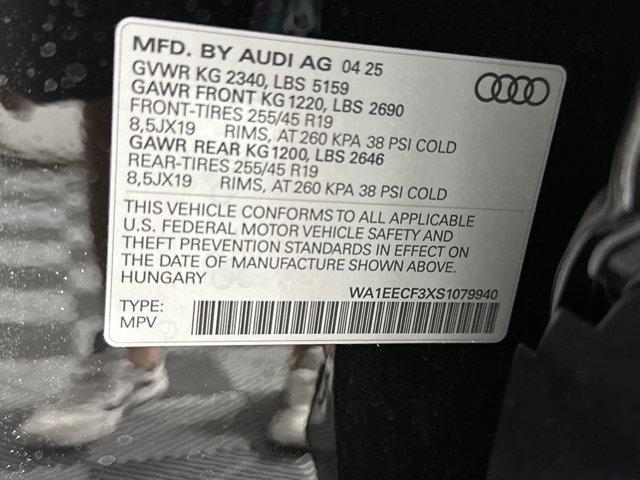 MFD. BY AUDI AG 04 25
GVWR KG 2340, LBS 5159
GAWR FRONT KG 1220, LBS 2690
FRONT-TIRES 255/45 R19
8,5JX19 RIMS, AT 260 KPA 38 PSI COLD
GAWR REAR KG 1200, LBS 2646
REAR-TIRES 255/45 R19
8,5JX19 RIMS, AT 260 KPA 38 PSI COLD
THIS VEHICLE CONFORMS TO ALL APPLICABLE
U.S. FEDERAL MOTOR VEHICLE SAFETY AND
THEFT PREVENTION STANDARDS IN EFFECT ON
THE DATE OF MANUFACTURE SHOWN ABOVE.
HUNGARY
WA1EECF3XS1079940
TYPE:
MPV